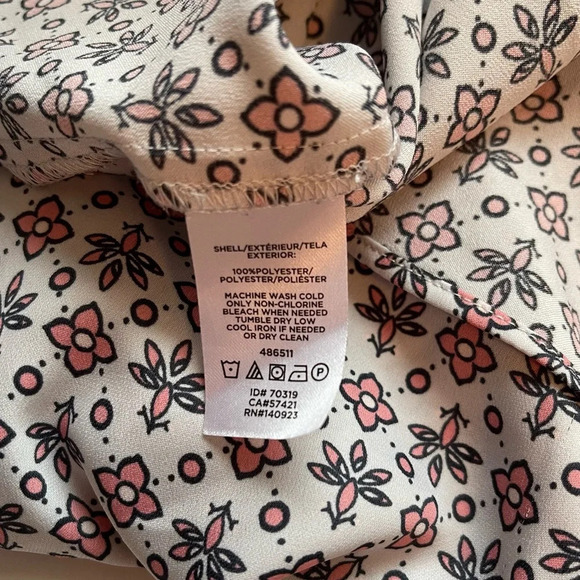 SHELL/EXTÉRIEUR/TELA
EXTERIOR:
100%POLYESTER/
POLYESTER/POLIÉSTER
MACHINE WASH COLD
ONLY NON-CHLORINE
BLEACH WHEN NEEDED
TUMBLE DRY LOW
COOL IRON IF NEEDED
OR DRY CLEAN
486511
P
ID# 70319
CA#57421
RN#140923